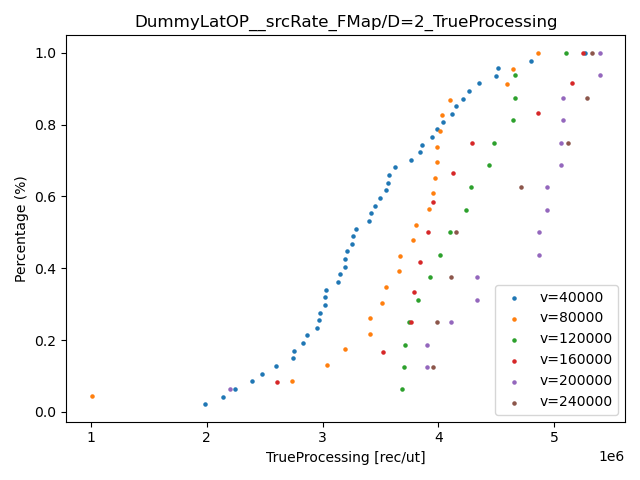 DummyLatOP__srcRate_FMap/D=2_TrueProcessing
Percentage (%)
1.0%
0.8%
0.6%
0.4%
0.2%
0.0%
v=40000
v=80000
v=120000
v=160000
v=200000
v=240000
1 2 3 4 5
1e6
TrueProcessing [rec/ut]